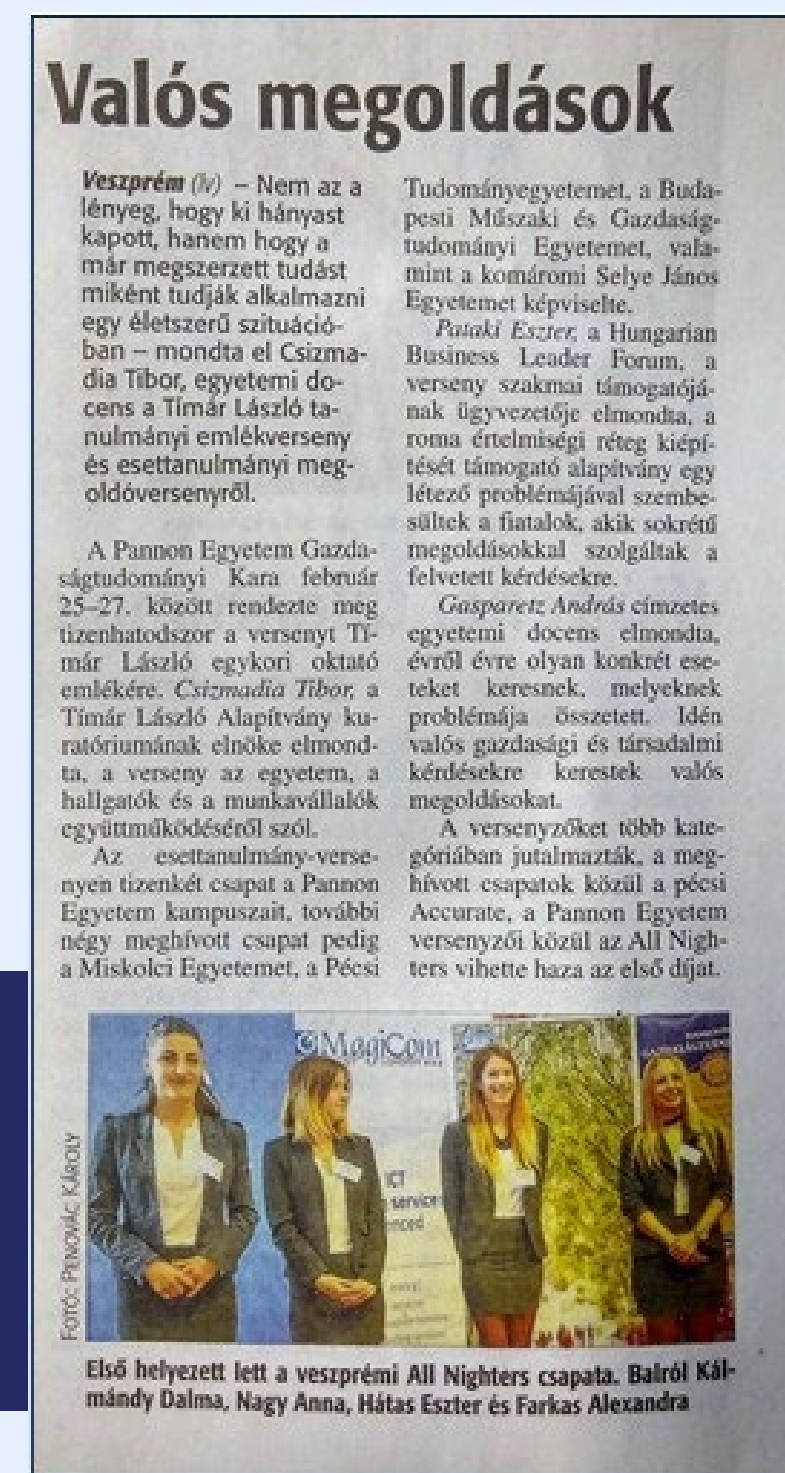 Valós megoldások
Veszprém (lv) – Nem az a
lényeg, hogy ki hányast
kapott, hanem hogy a
már megszerzett tudást
miként tudják alkalmazni
egy életszerű szituáció-
ban – mondta el Csizma-
dia Tibor, egyetemi do-
cens a Tímár László ta-
nulmányi emlékverseny
és esettanulmányi meg-
oldóversenyről.
A Pannon Egyetem Gazda-
ságtudományi Kara február
25–27. között rendezte meg
tizenhatodszor a versenyt Tí-
már László egykori oktató
emlékére. Csizmadia Tibor, a
Tímár László Alapítvány ku-
ratóriumának elnöke elmond-
ta, a verseny az egyetem, a
hallgatók és a munkavállalók
együttműködéséről szól.
Az esettanulmány-verse-
nyen tizenkét csapat a Pannon
Egyetem kampuszait, további
négy meghívott csapat pedig
a Miskolci Egyetemet, a Pécsi
Tudományegyetemet, a Buda-
pesti Műszaki és Gazdaság-
tudományi Egyetemet, vala-
mint a komáromi Selye János
Egyetemet képviselte.
Pataki Eszter, a Hungarian
Business Leader Forum, a
verseny szakmai támogatójá-
nak ügyvezetője elmondta, a
roma értelmiségi réteg kiépí-
tését támogató alapítvány egy
létező problémájával szembe-
sültek a fiatalok, akik sokrétű
megoldásokkal szolgáltak a
felvetett kérdésekre.
Gasparetz András címzetes
egyetemi docens elmondta,
évről évre olyan konkrét ese-
teket keresnek, melyeknek
problémája összetett. Idén
valós gazdasági és társadalmi
kérdésekre kerestek valós
megoldásokat.
A versenyzőket több kate-
góriában jutalmazták, a meg-
hívott csapatok közül a pécsi
Accurate, a Pannon Egyetem
versenyzői közül az All Nigh-
ters vihette haza az első díjat.
MagiCom
ICT
service
FOTÓ: PENOVÁC KÁROLY
Első helyezett lett a veszprémi All Nighters csapata. Balról Kál-
mándy Dalma, Nagy Anna, Hátas Eszter és Farkas Alexandra